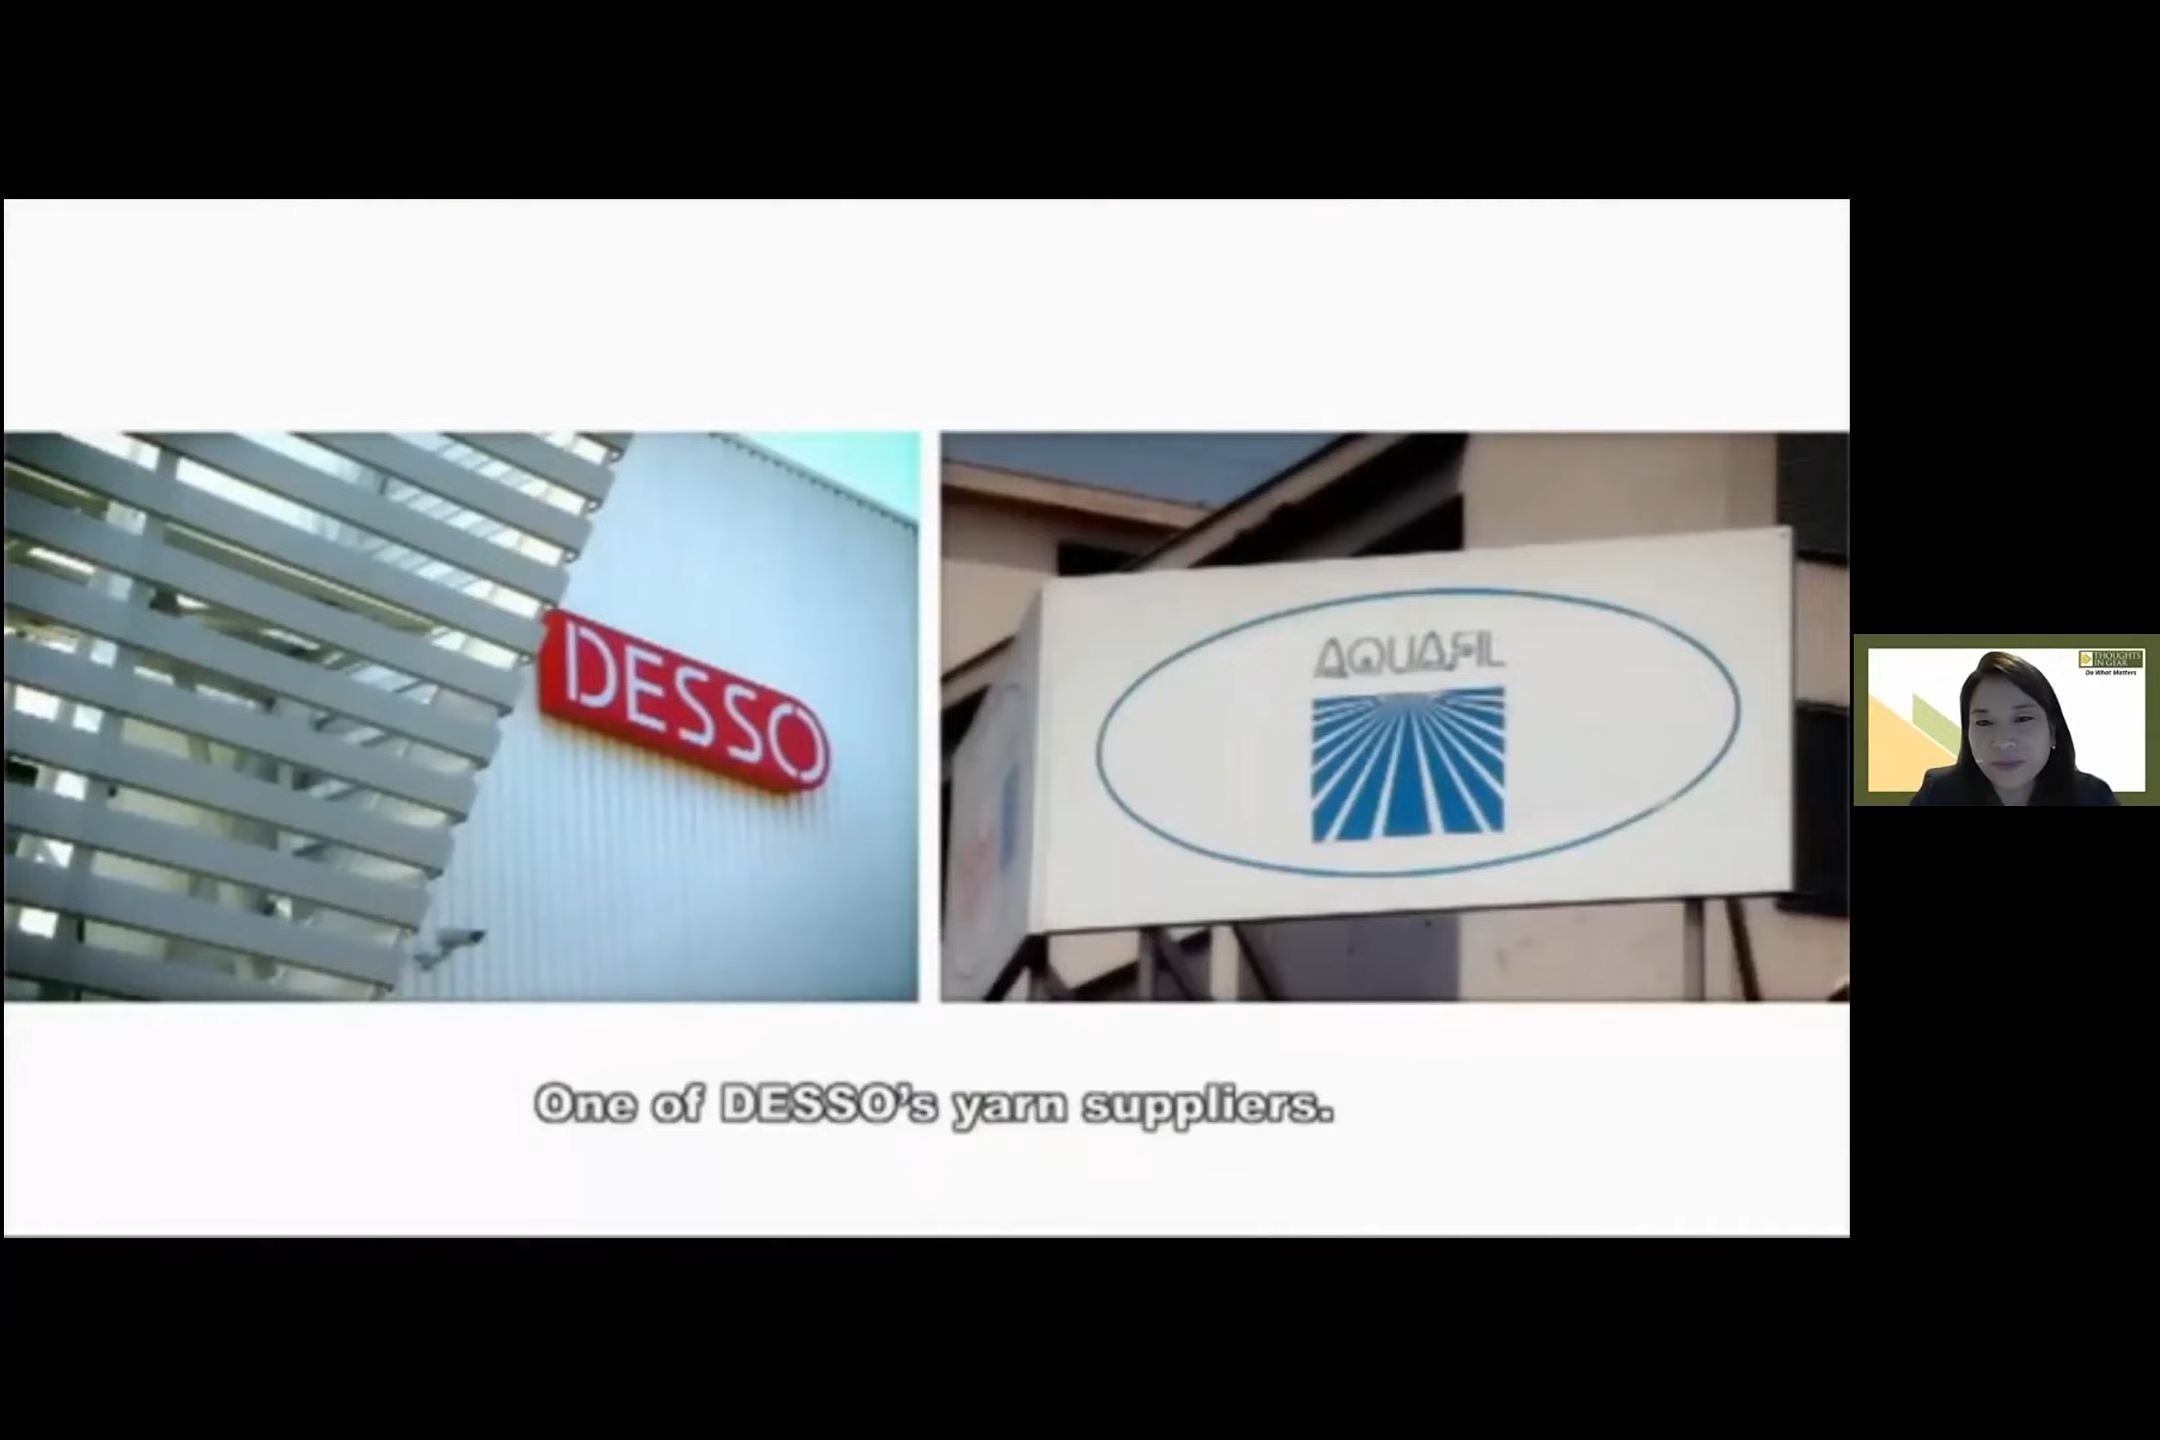 DESSO
AQUAFIL
One of DESSO's yarn suppliers.
THOUGHTS
IN GEAR
Do What Matters